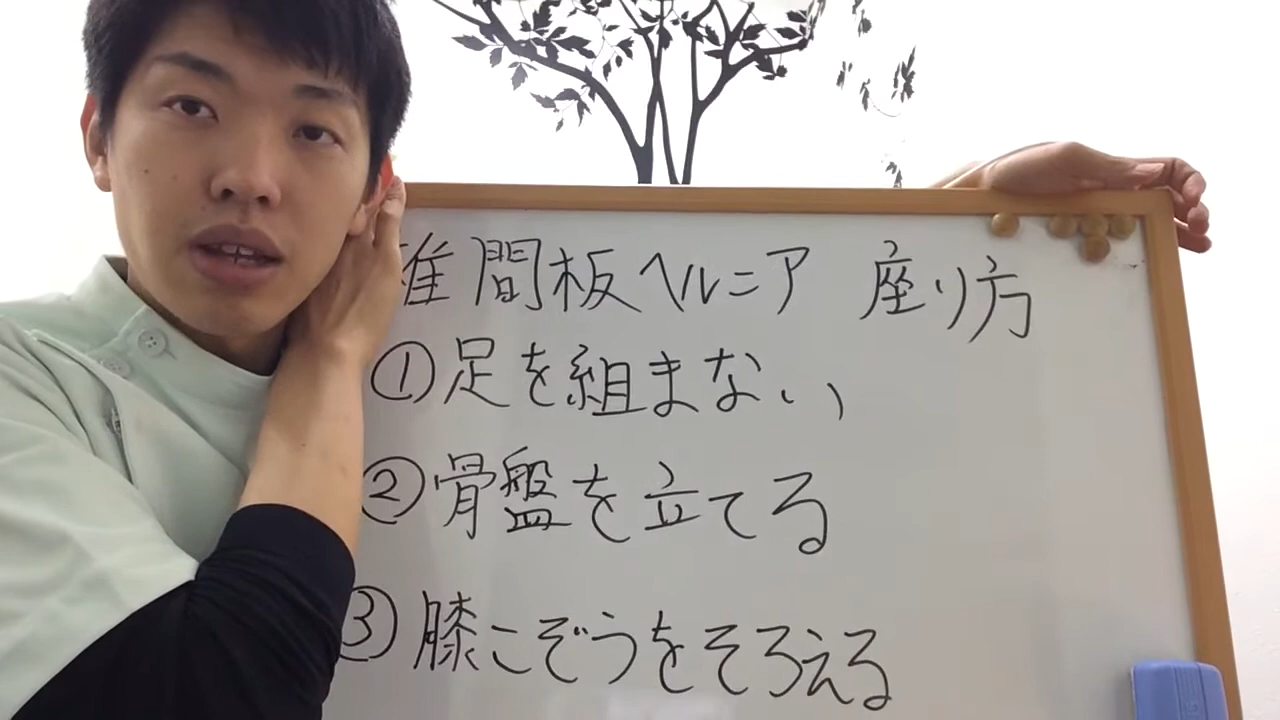 椎間板ヘルニア 座り方
①足を組まない
②骨盤を立てる
③膝こぞうをそろえる